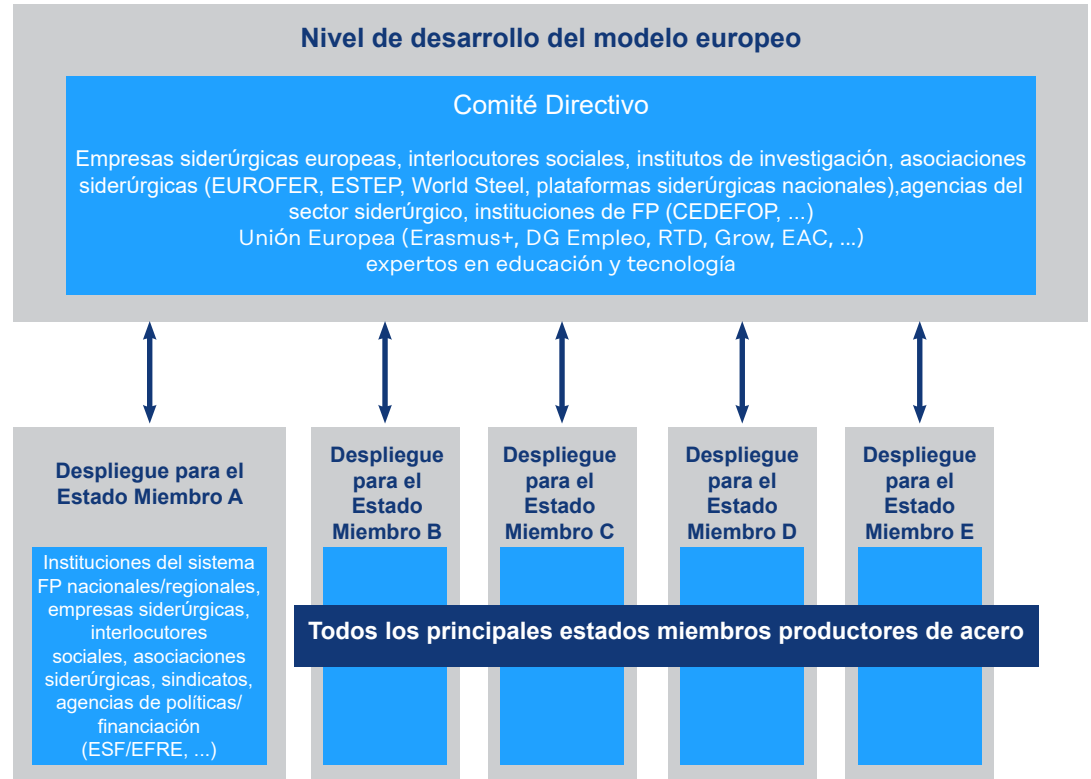 Nivel de desarrollo del modelo europeo
Comité Directivo
Empresas siderúrgicas europeas, interlocutores sociales, institutos de investigación, asociaciones
siderúrgicas (EUROFER, ESTEP, World Steel, plataformas siderúrgicas nacionales),agencias del
sector siderúrgico, instituciones de FP (CEDEFOP, ...)
Unión Europea (Erasmus+, DG Empleo, RTD, Grow, EAC, ...)
expertos en educación y tecnología
Despliegue para el
Estado Miembro A
Instituciones del sistema
FP nacionales/regionales,
empresas siderúrgicas,
interlocutores
sociales, asociaciones
siderúrgicas, sindicatos,
agencias de políticas/
financiación
(ESF/EFRE, ...)
Despliegue
para el
Estado
Miembro B
Despliegue
para el
Estado
Miembro C
Despliegue
para el
Estado
Miembro D
Despliegue
para el
Estado
Miembro E
Todos los principales estados miembros productores de acero